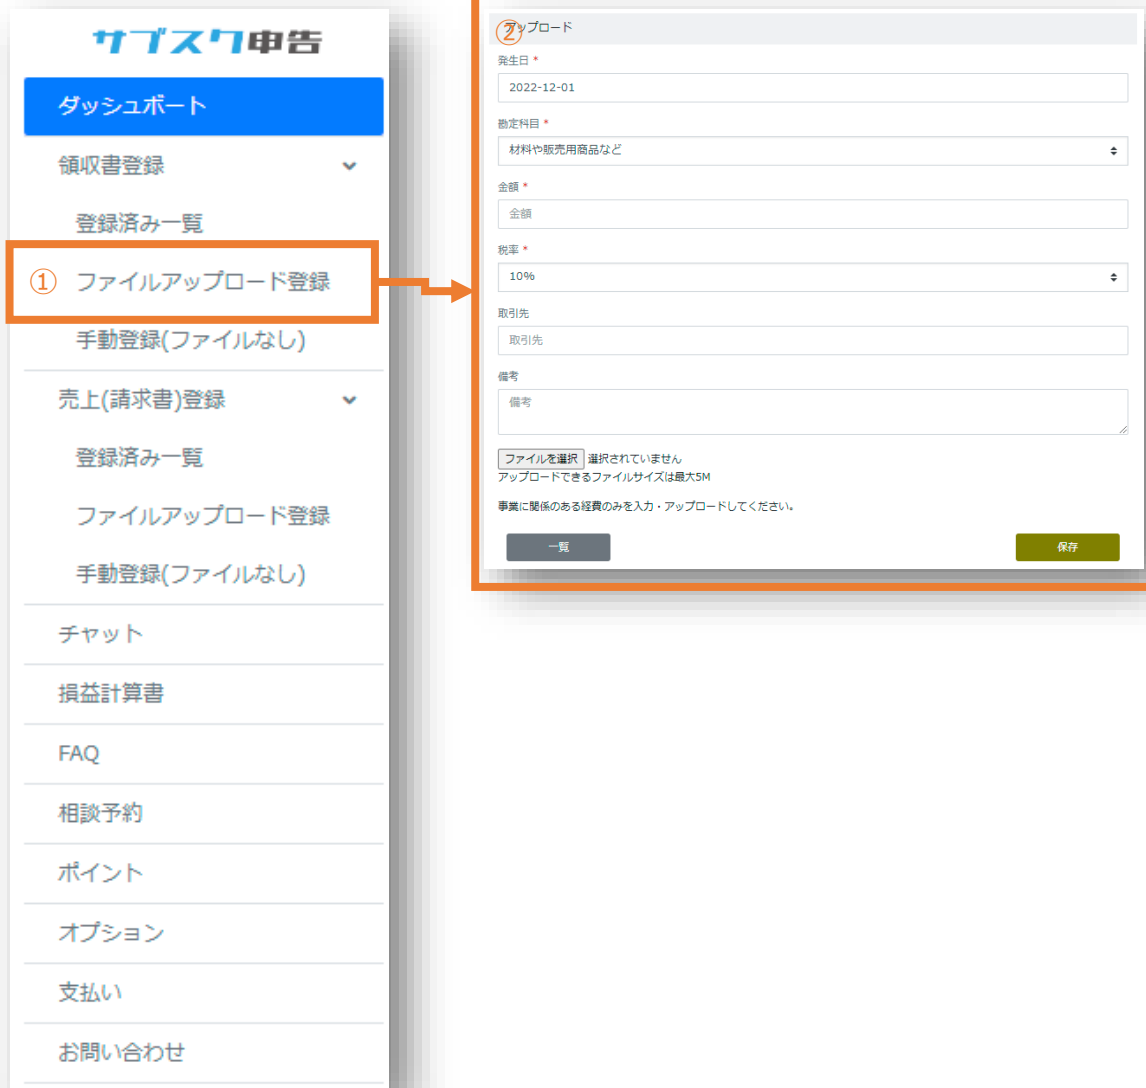 サブスク申告
ダッシュボート
領収書登録
登録済み一覧
① ファイルアップロード登録
手動登録(ファイルなし)
売上(請求書)登録
登録済み一覧
ファイルアップロード登録
手動登録(ファイルなし)
チャット
損益計算書
FAQ
相談予約
ポイント
オプション
支払い
お問い合わせ
②
アップロード
発生日 *
2022-12-01
勘定科目 *
材料や販売用商品など
金額 *
金額
税率 *
10%
取引先
取引先
備考
備考
ファイルを選択 選択されていません
アップロードできるファイルサイズは最大5M
事業に関係のある経費のみを入力・アップロードしてください。
一覧
保存